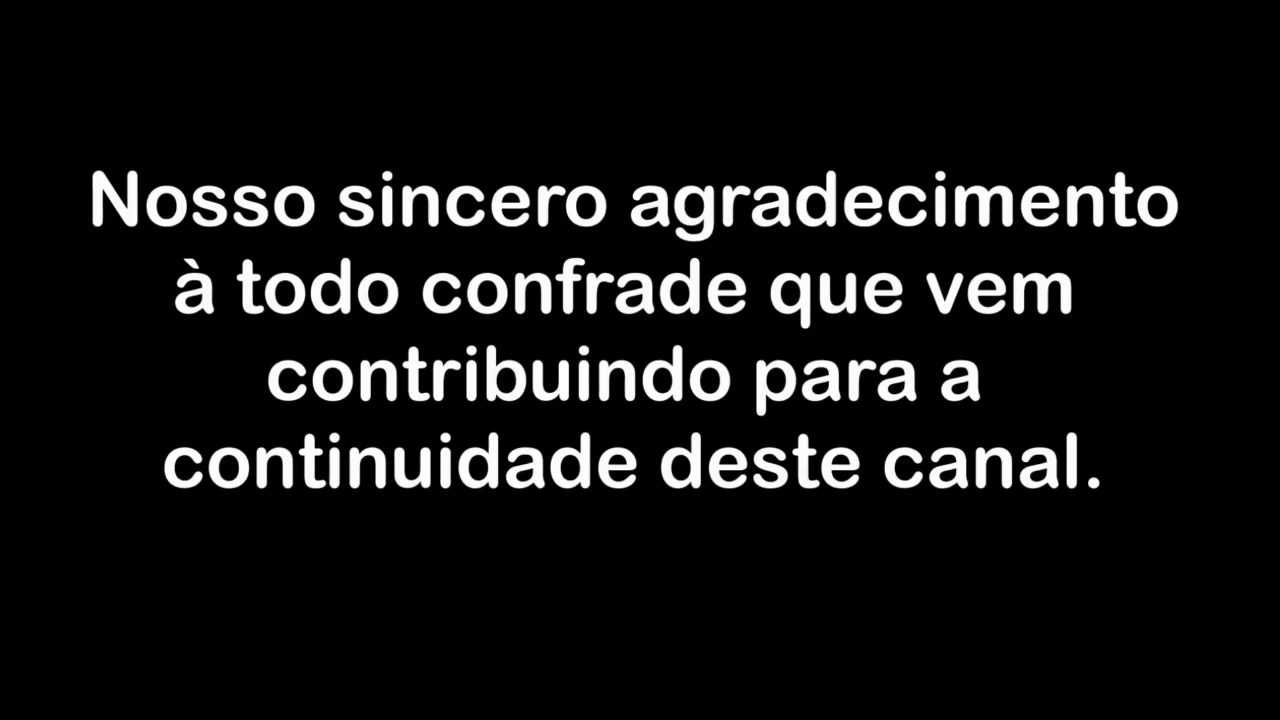 Nosso sincero agradecimento
à todo confrade que vem
contribuindo para a
continuidade deste canal.